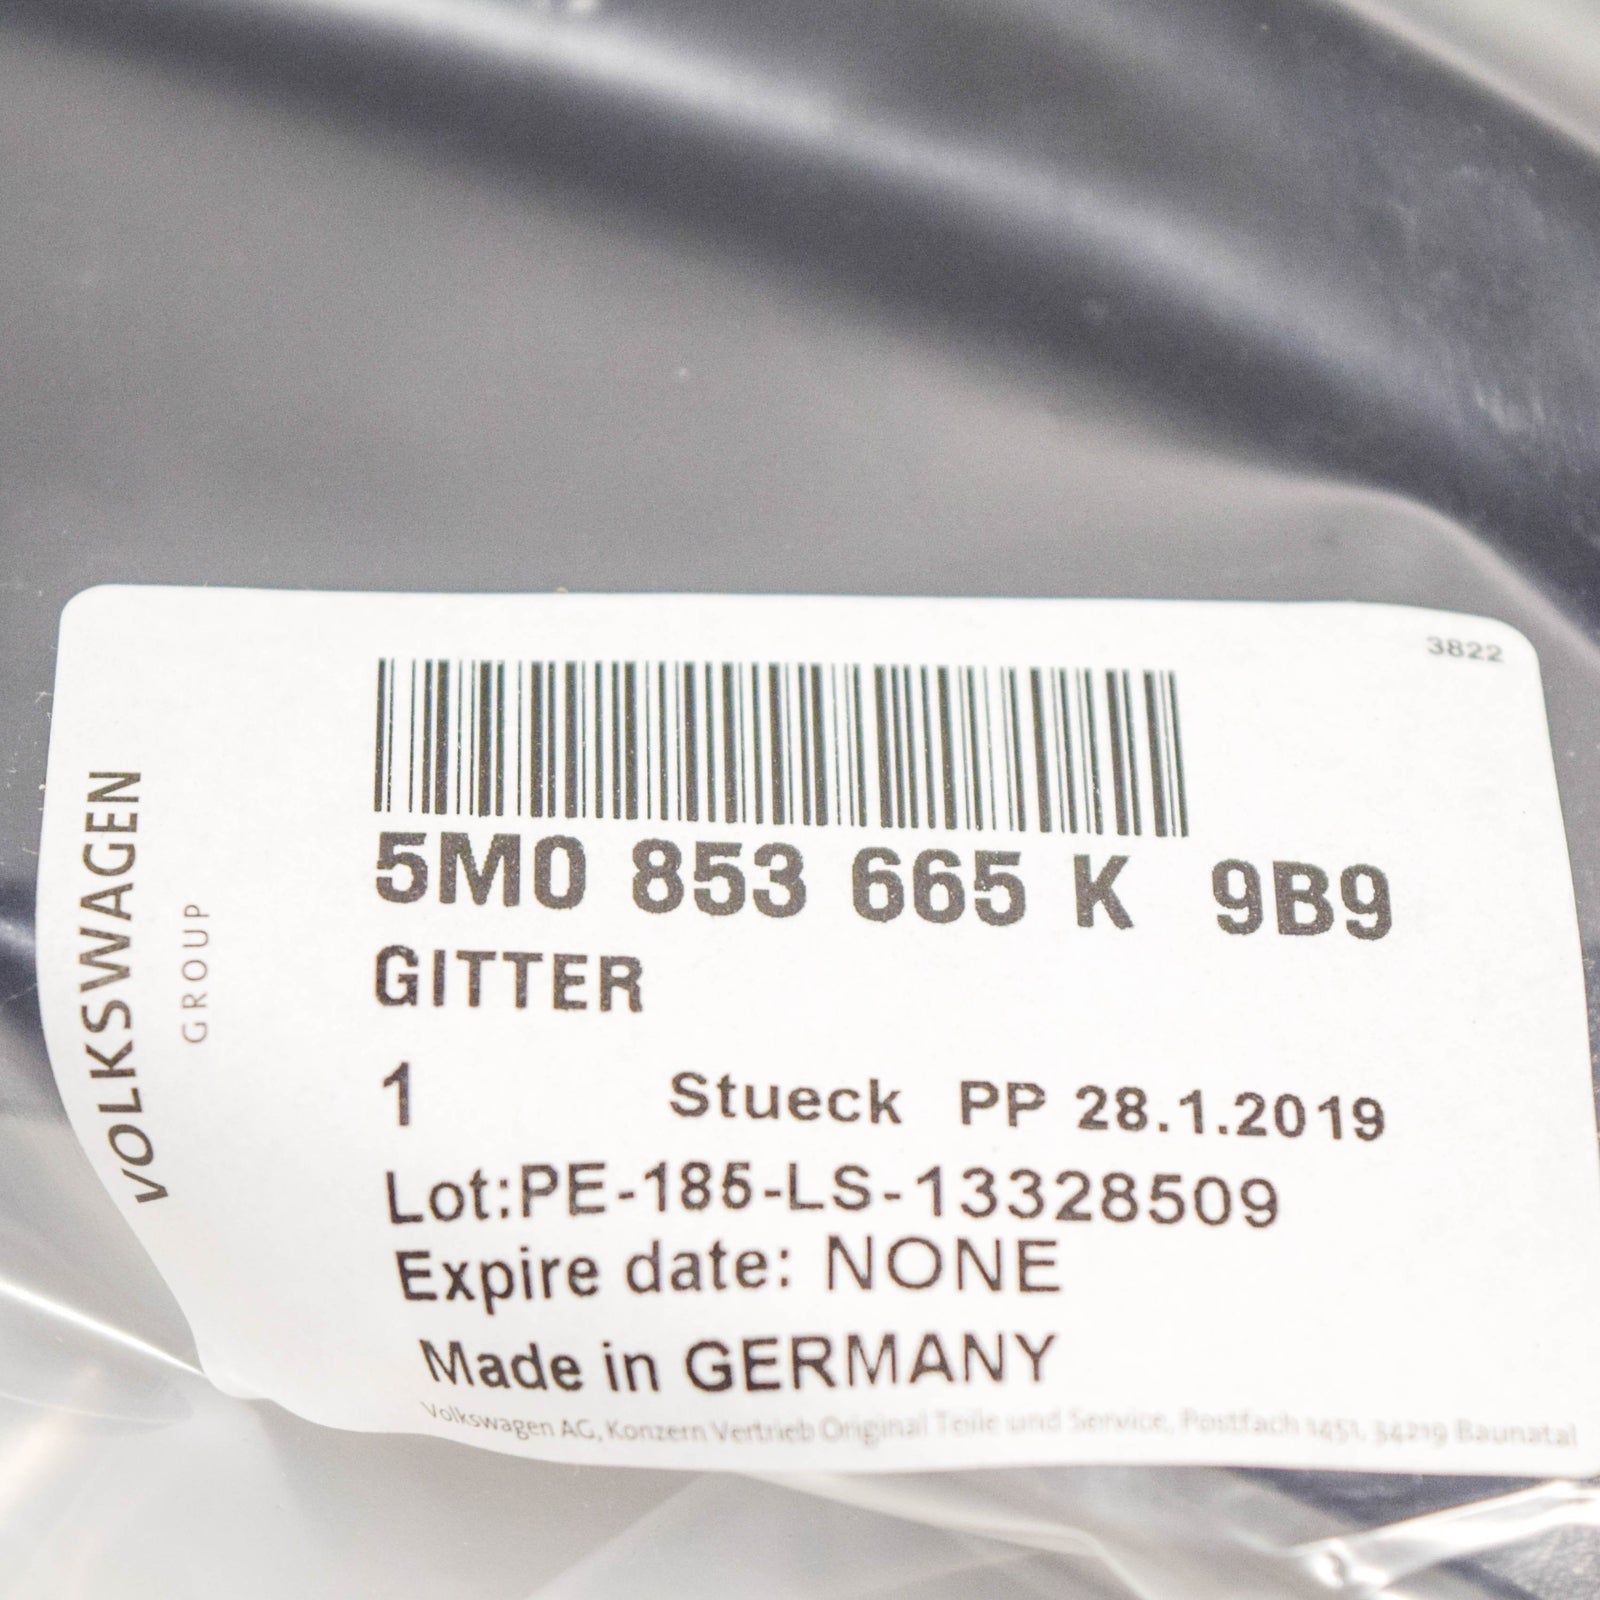 3822
5M0 853 665 K 9B9
GITTER
1 Stueck PP 28.1.2019
Lot:PE-185-LS-13328509
Expire date: NONE
Made in GERMANY
Volkswagen AG, Konzern Vertrieb Original Teile und Service, Postfach 1451, 34219 Baunatal
VOLKSWAGEN
GROUP